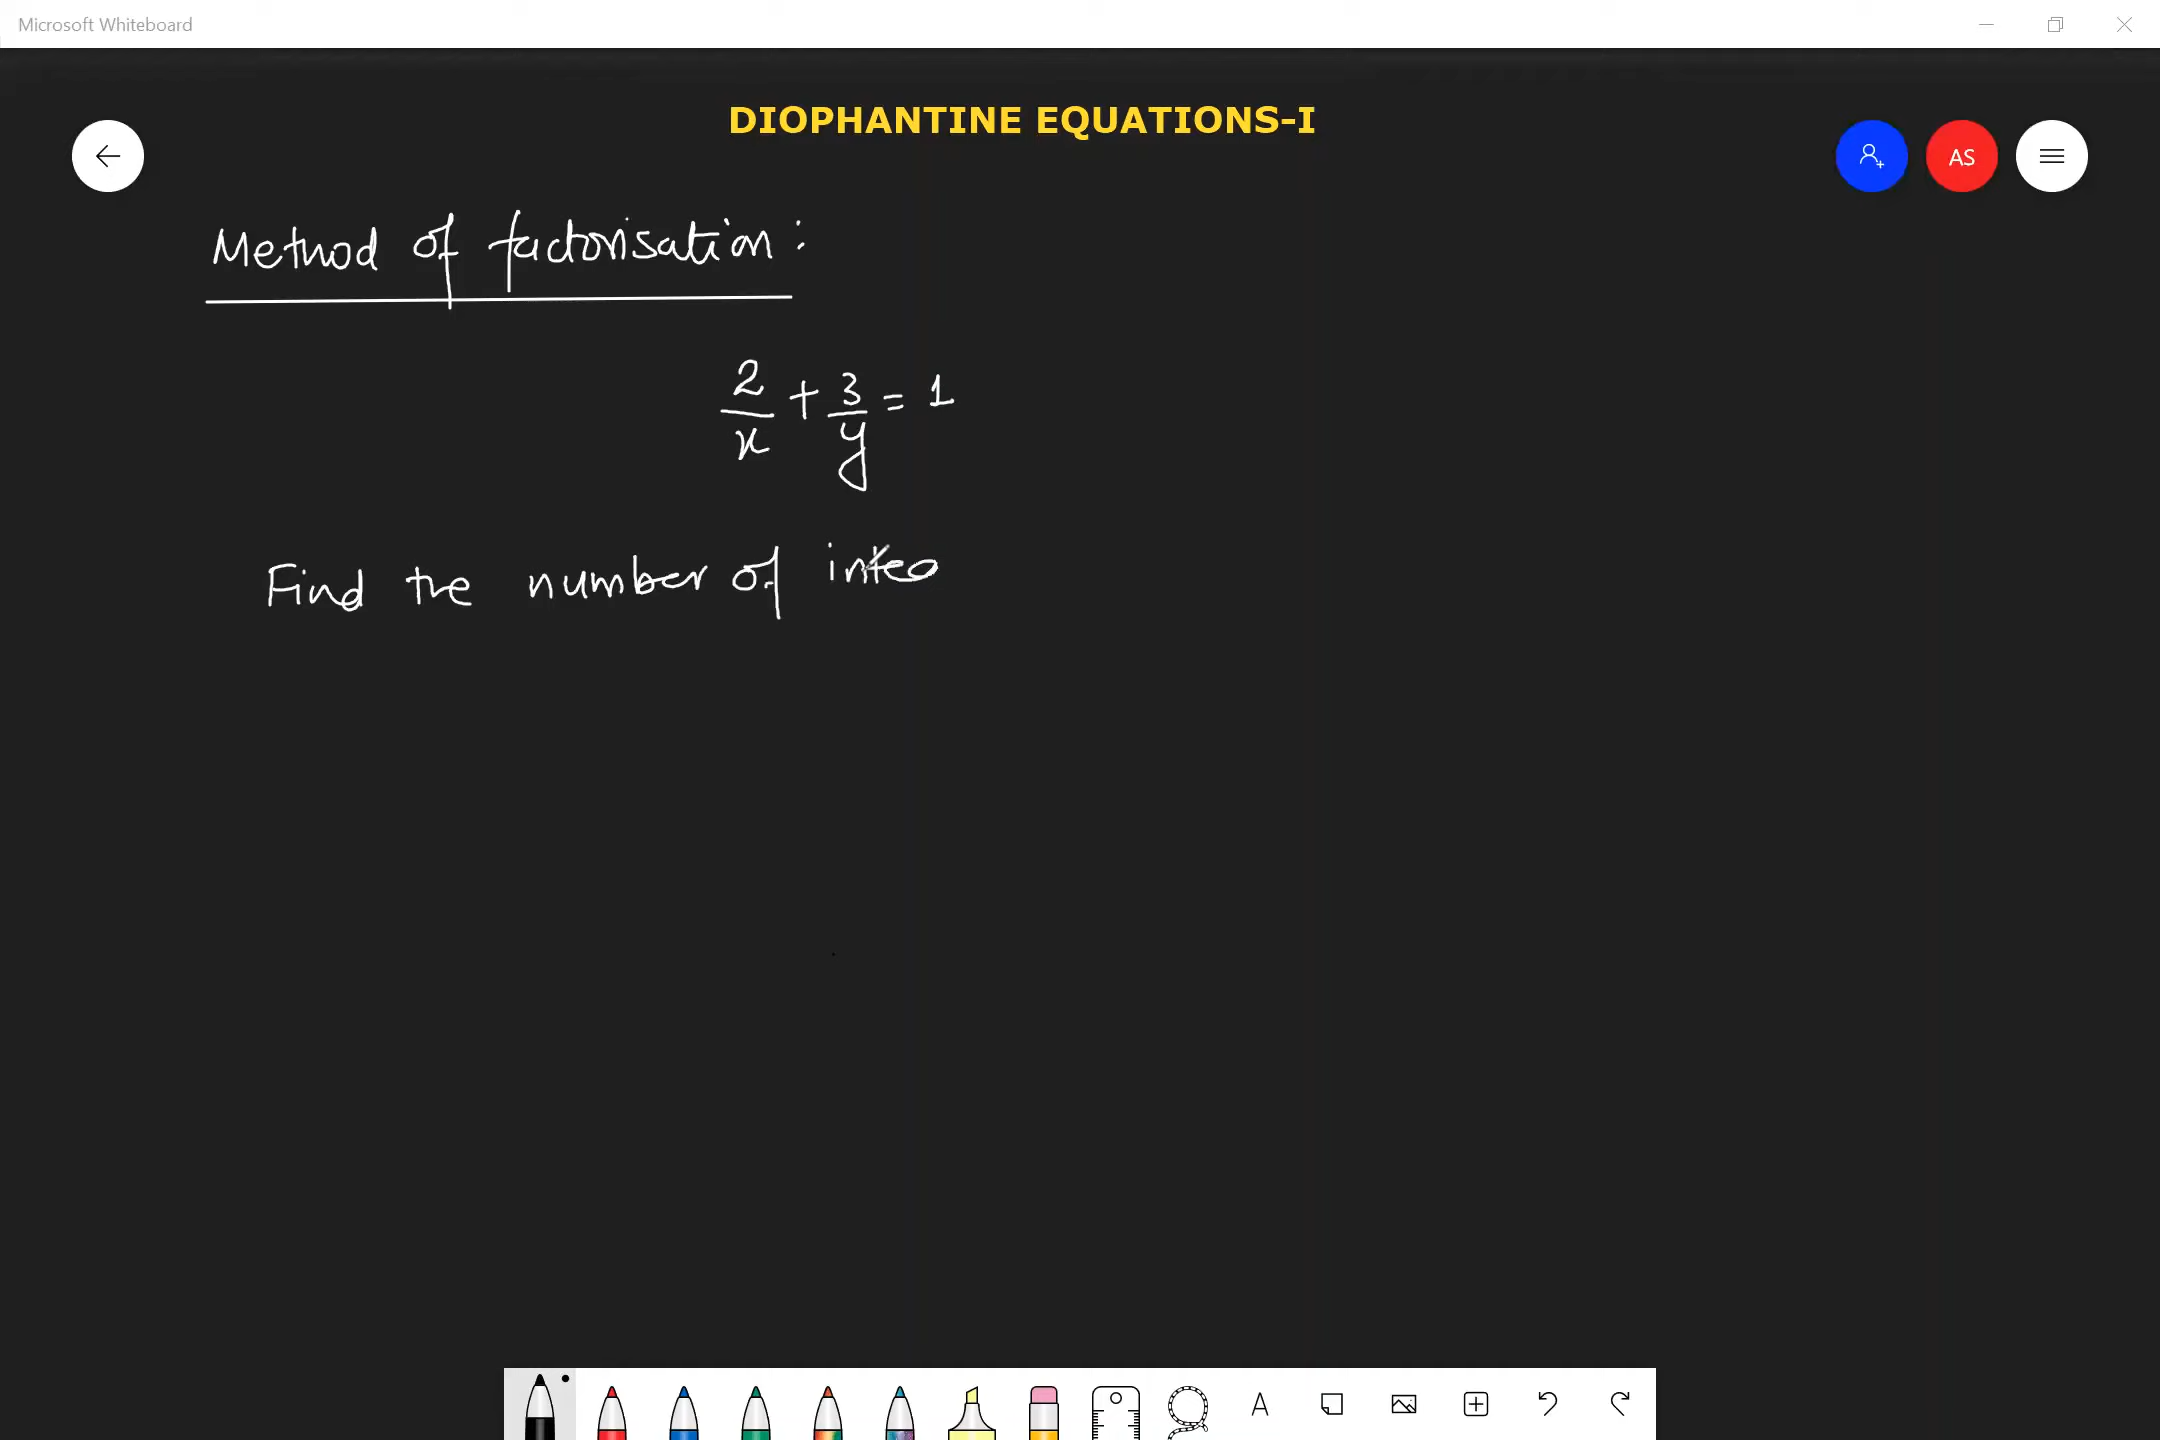 Microsoft Whiteboard
DIOPHANTINE EQUATIONS-I
AS
Method of factorisation:
2/x + 3/y = 1
Find the number of